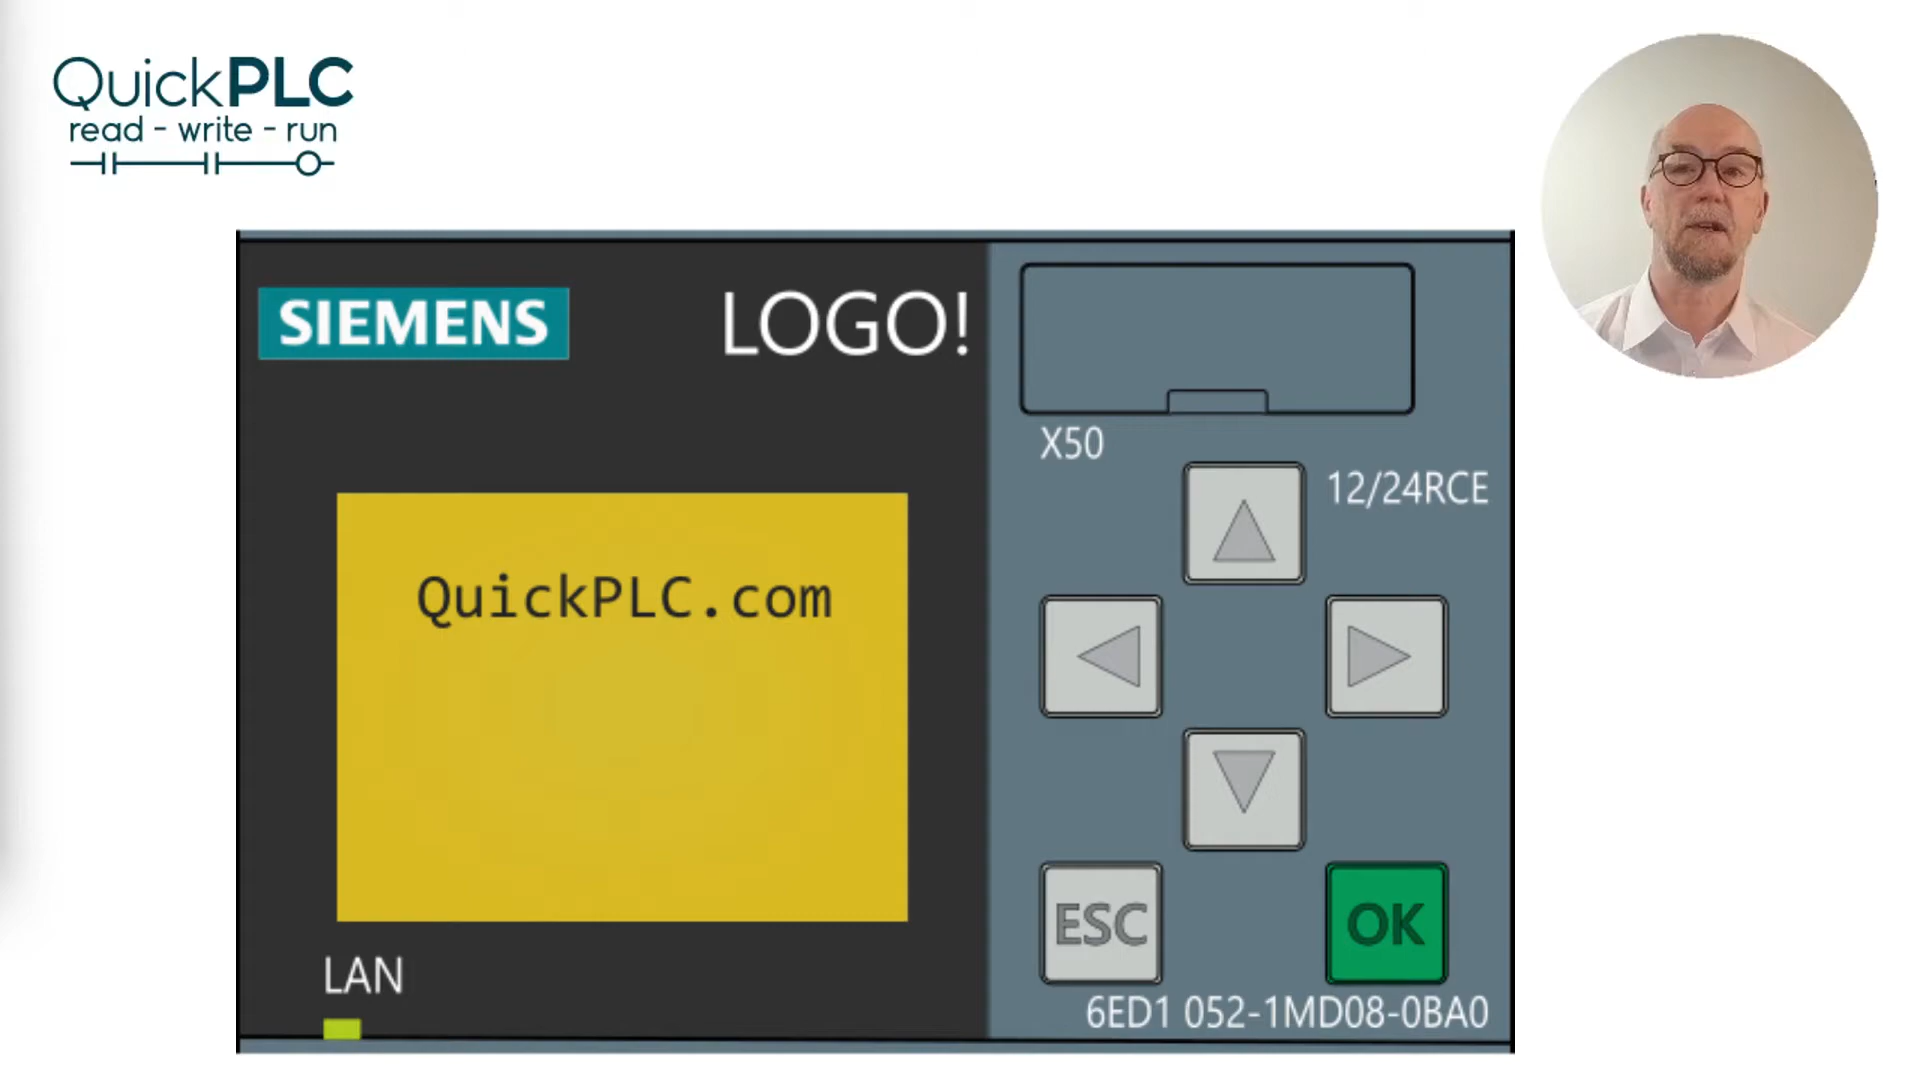 QuickPLC
read - write - run
SIEMENS
LOGO!
X50
12/24RCE
QuickPLC.com
ESC
OK
LAN
6ED1 052-1MD08-0BA0